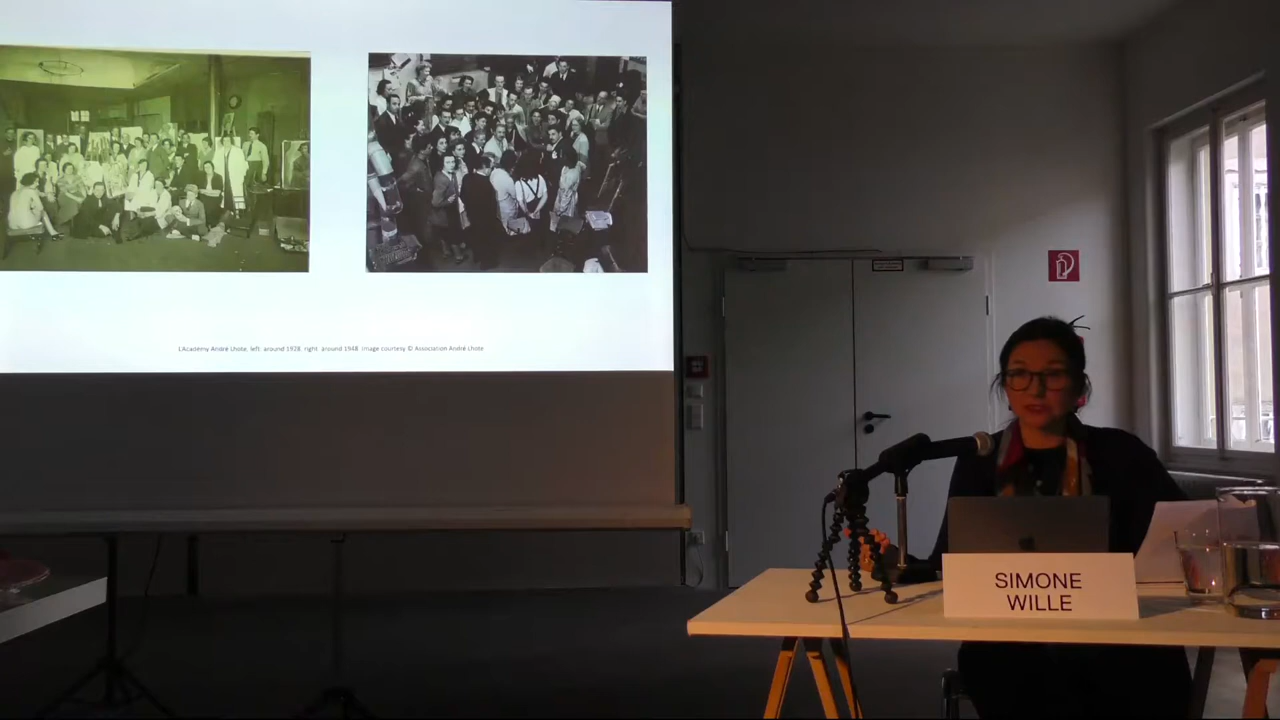 L'Academy André Lhote, left: around 1928, right: around 1948. Image courtesy © Association André Lhote
SIMONE
WILLE